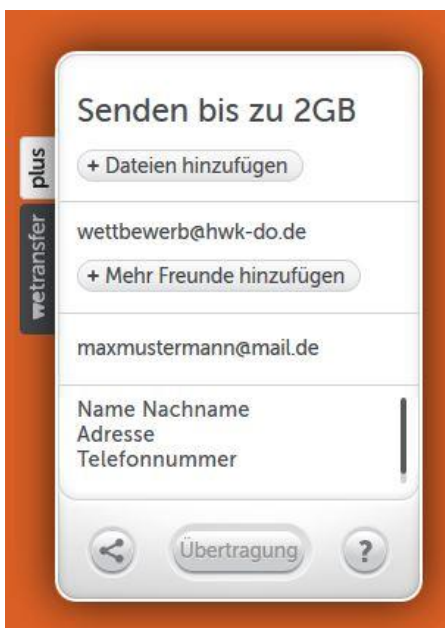 Senden bis zu 2GB
+ Dateien hinzufügen
plus
wetransfer
wettbewerb@hwk-do.de
+ Mehr Freunde hinzufügen
maxmustermann@mail.de
Name Nachname
Adresse
Telefonnummer
Übertragung
?